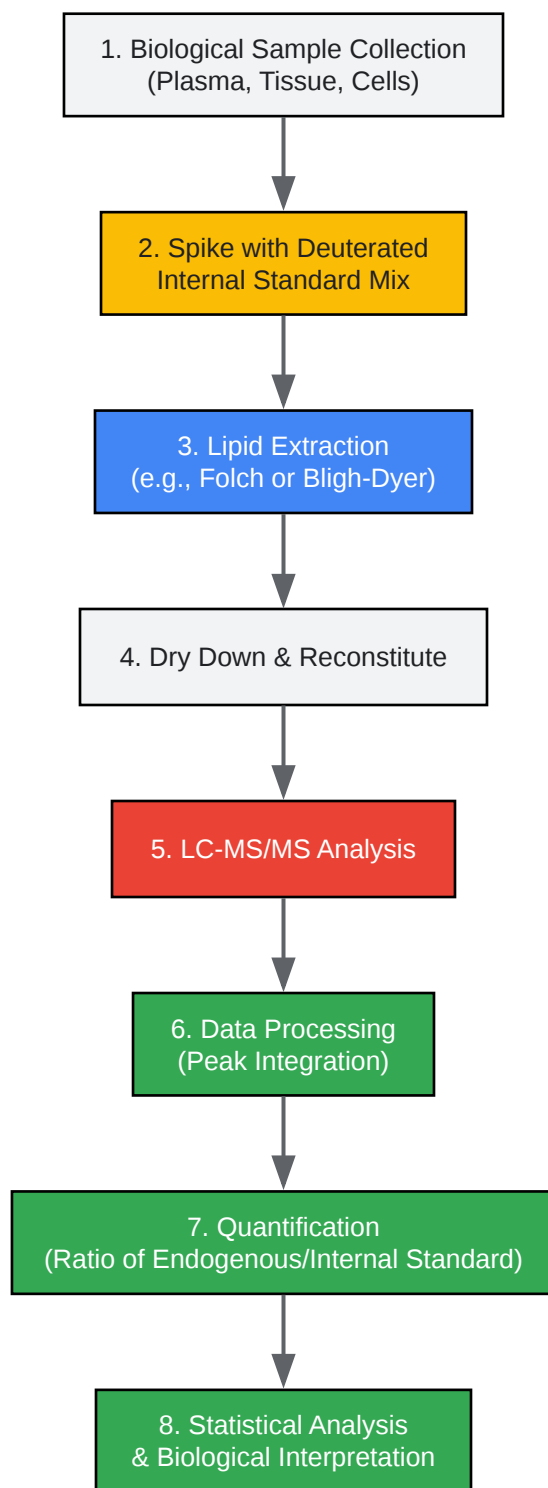 1. Biological Sample Collection
(Plasma, Tissue, Cells)
2. Spike with Deuterated
Internal Standard Mix
3. Lipid Extraction
(e.g., Folch or Bligh-Dyer)
4. Dry Down & Reconstitute
5. LC-MS/MS Analysis
6. Data Processing
(Peak Integration)
7. Quantification
(Ratio of Endogenous/Internal Standard)
8. Statistical Analysis
& Biological Interpretation